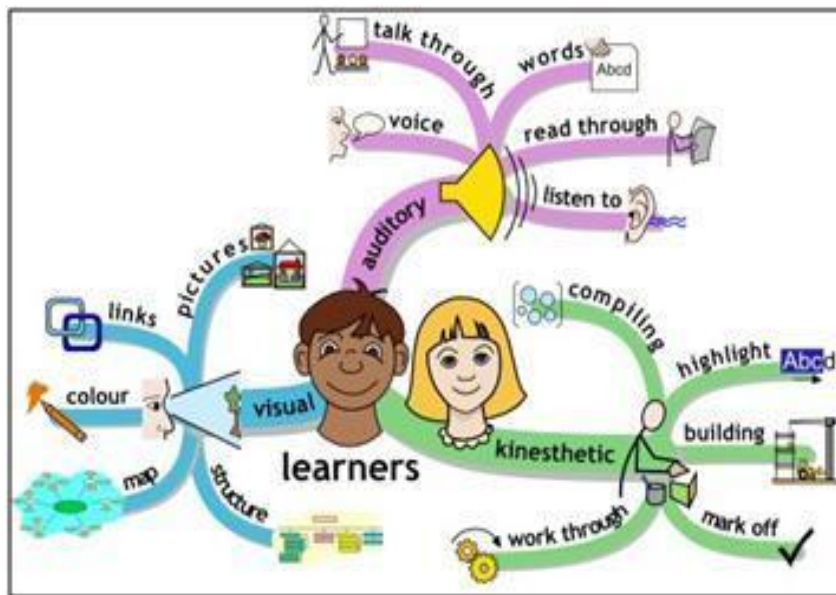 talk through
words
Abcd
voice
read through
listen to
auditory
pictures
links
colour
visual
map
structure
learners
compiling
highlight
Abcd
building
kinesthetic
work through
mark off